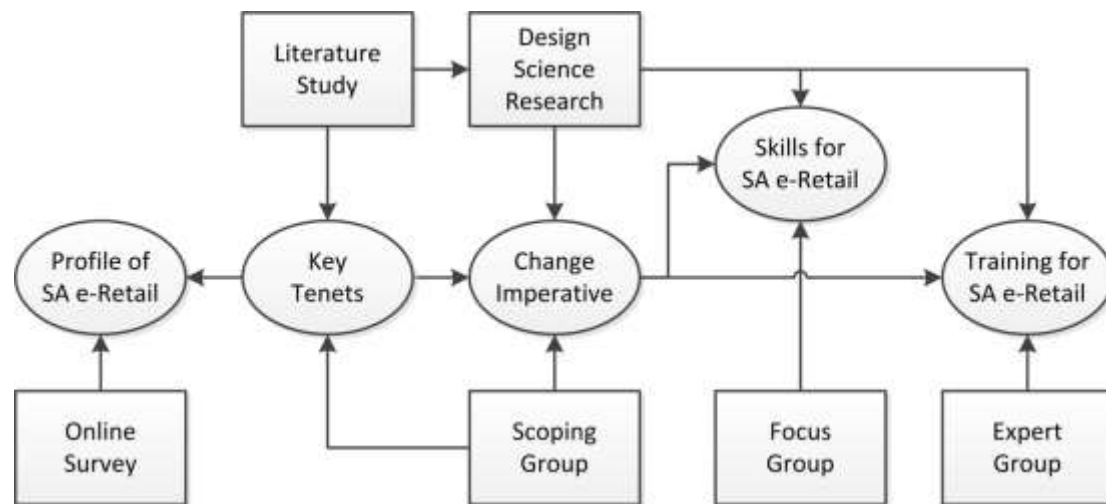 Literature
Study
Design
Science
Research
Skills for
SA e-Retail
Profile of
SA e-Retail
Key
Tenets
Change
Imperative
Training for
SA e-Retail
Online
Survey
Scoping
Group
Focus
Group
Expert
Group